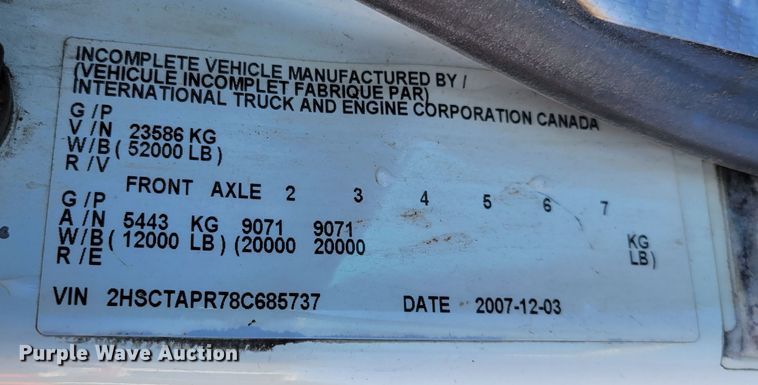 INCOMPLETE VEHICLE MANUFACTURED BY /
(VEHICULE INCOMPLET FABRIQUE PAR)
INTERNATIONAL TRUCK AND ENGINE CORPORATION CANADA
G / P
V / N 23586 KG
W/B ( 52000 LB)
R / V
FRONT AXLE 2 3 4 5 6 7
G / P
A / N 5443 KG 9071 9071 KG
W/B ( 12000 LB) (20000 20000 LB)
R / E
VIN 2HSCTAPR78C685737 DATE 2007-12-03
Purple Wave Auction